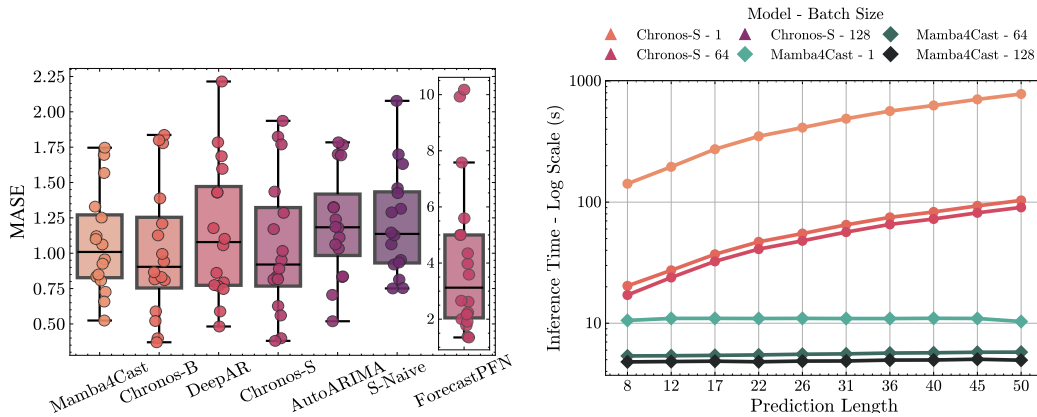 MASE
2.25
2.00
1.75
1.50
1.25
1.00
0.75
0.50
10
8
6
4
2
Mamba4Cast
Chronos-B
DeepAR
Chronos-S
AutoARIMA
S-Naive
ForecastPFN
Model - Batch Size
Chronos-S - 1
Chronos-S - 128
Mamba4Cast - 64
Chronos-S - 64
Mamba4Cast - 1
Mamba4Cast - 128
Inference Time - Log Scale (s)
1000
100
10
8 12 17 22 26 31 36 40 45 50
Prediction Length